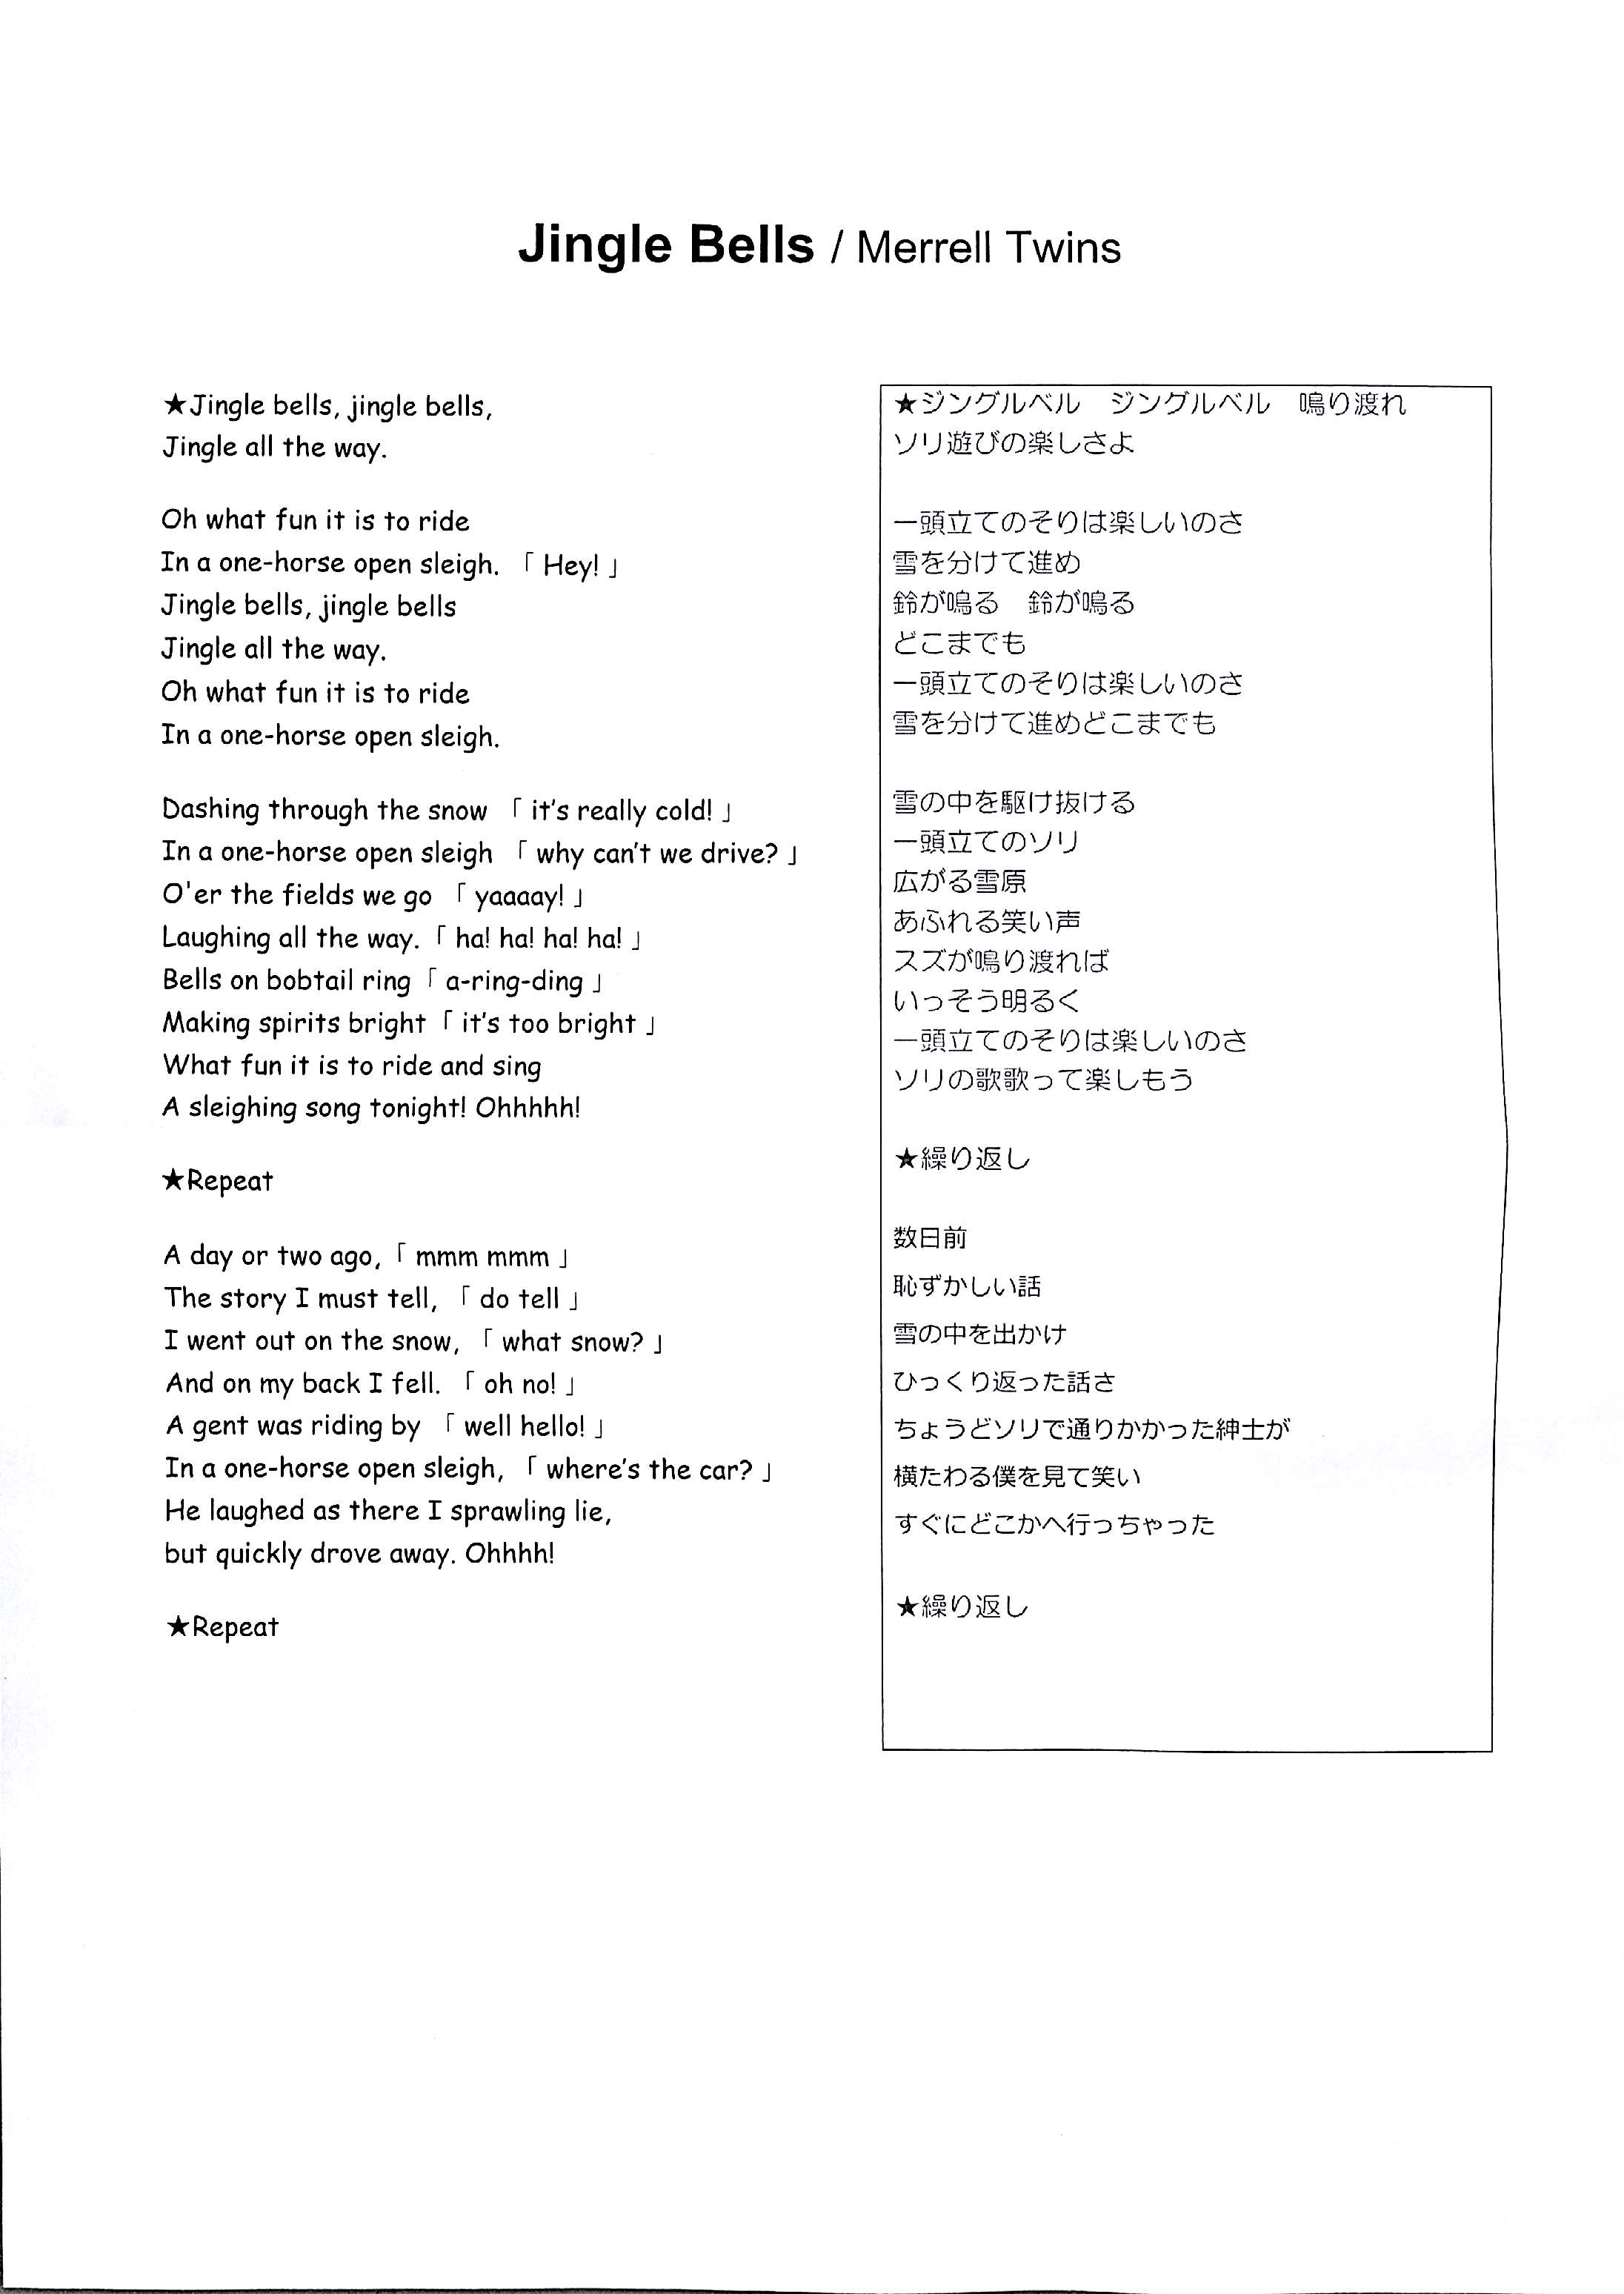 Jingle Bells / Merrell Twins
★Jingle bells, jingle bells,
Jingle all the way.
Oh what fun it is to ride
In a one-horse open sleigh. 「 Hey! 」
Jingle bells, jingle bells
Jingle all the way.
Oh what fun it is to ride
In a one-horse open sleigh.
Dashing through the snow 「 it's really cold! 」
In a one-horse open sleigh 「 why can't we drive? 」
O'er the fields we go 「 yaaaay! 」
Laughing all the way. 「 ha! ha! ha! ha! 」
Bells on bobtail ring 「 a-ring-ding 」
Making spirits bright 「 it's too bright 」
What fun it is to ride and sing
A sleighing song tonight! Ohhhhh!
★Repeat
A day or two ago, 「 mmm mmm 」
The story I must tell, 「 do tell 」
I went out on the snow, 「 what snow? 」
And on my back I fell. 「 oh no! 」
A gent was riding by 「 well hello! 」
In a one-horse open sleigh, 「 where's the car? 」
He laughed as there I sprawling lie,
but quickly drove away. Ohhhh!
★Repeat
★ジングルベル　ジングルベル　鳴り渡れ
ソリ遊びの楽しさよ
一頭立てのそりは楽しいのさ
雪を分けて進め
鈴が鳴る　鈴が鳴る
どこまでも
一頭立てのそりは楽しいのさ
雪を分けて進めどこまでも
雪の中を駆け抜ける
一頭立てのソリ
広がる雪原
あふれる笑い声
スズが鳴り渡れば
いっそう明るく
一頭立てのそりは楽しいのさ
ソリの歌歌って楽しもう
★繰り返し
数日前
恥ずかしい話
雪の中を出かけ
ひっくり返った話さ
ちょうどソリで通りかかった紳士が
横たわる僕を見て笑い
すぐにどこかへ行っちゃった
★繰り返し